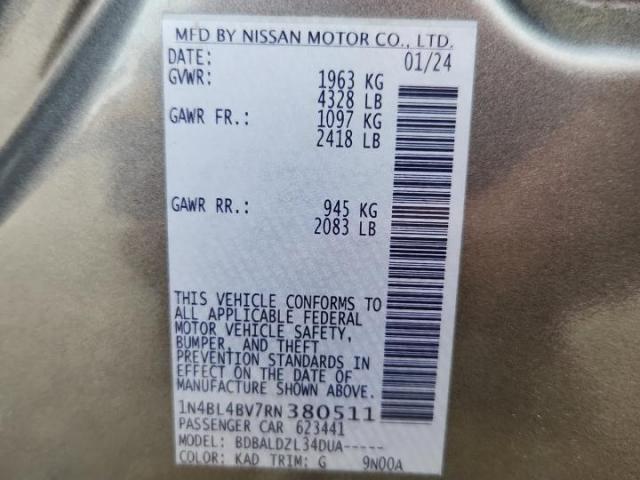 MFD BY NISSAN MOTOR CO., LTD.
DATE: 01/24
GVWR: 1963 KG
4328 LB
GAWR FR.: 1097 KG
2418 LB
GAWR RR.: 945 KG
2083 LB
THIS VEHICLE CONFORMS TO
ALL APPLICABLE FEDERAL
MOTOR VEHICLE SAFETY,
BUMPER, AND THEFT
PREVENTION STANDARDS IN
EFFECT ON THE DATE OF
MANUFACTURE SHOWN ABOVE.
1N4BL4BV7RN380511
PASSENGER CAR 623441
MODEL: BDBALDZL34DUA-----
COLOR: KAD TRIM: G 9N00A